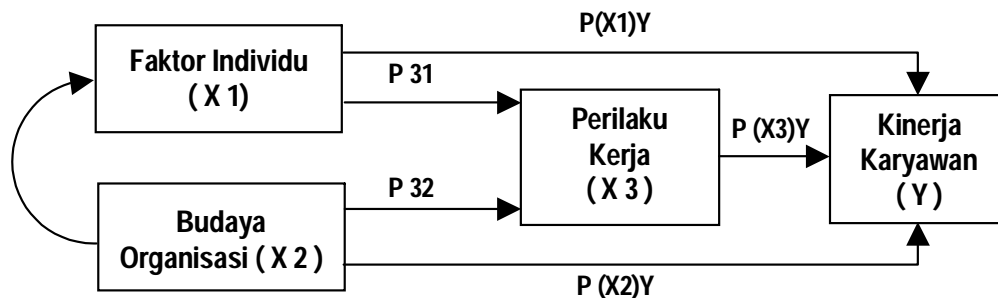 P(X1)Y
Faktor Individu
( X 1)
P 31
Perilaku
Kerja
( X 3 )
P (X3)Y
Kinerja
Karyawan
( Y )
P 32
Budaya
Organisasi ( X 2 )
P (X2)Y